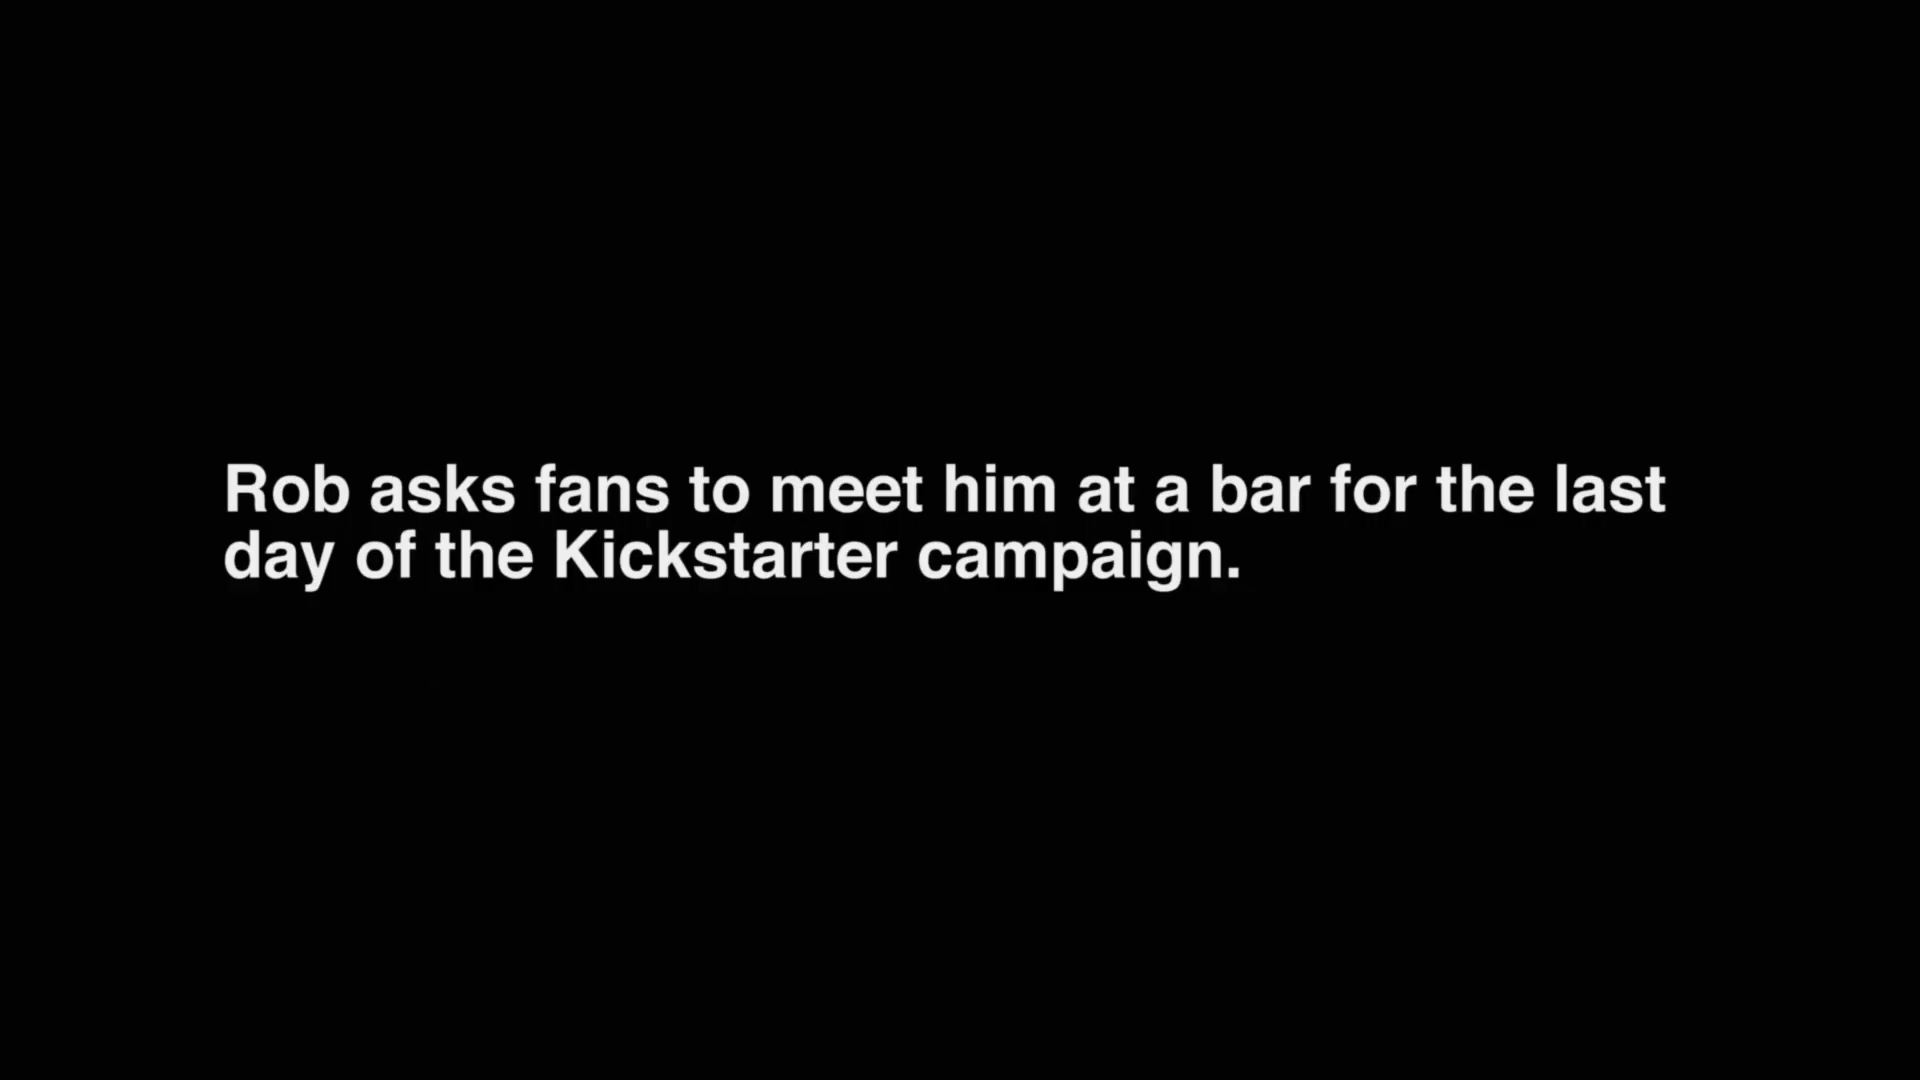 Rob asks fans to meet him at a bar for the last
day of the Kickstarter campaign.